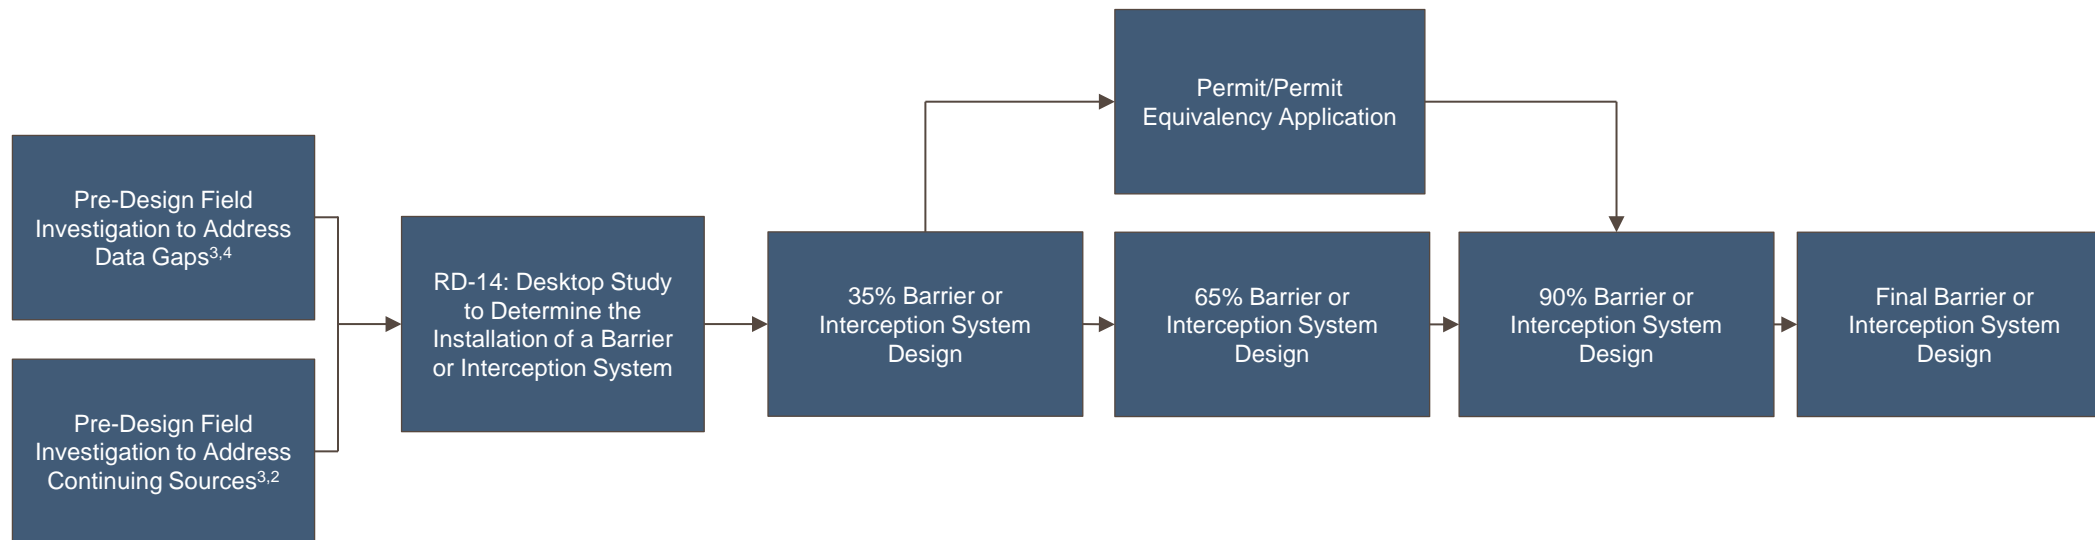 Permit/Permit
Equivalency Application
Pre-Design Field
Investigation to Address
Data Gaps3,4
RD-14: Desktop Study
to Determine the
Installation of a Barrier
or Interception System
35% Barrier or
Interception System
Design
65% Barrier or
Interception System
Design
90% Barrier or
Interception System
Design
Final Barrier or
Interception System
Design
Pre-Design Field
Investigation to Address
Continuing Sources3,2